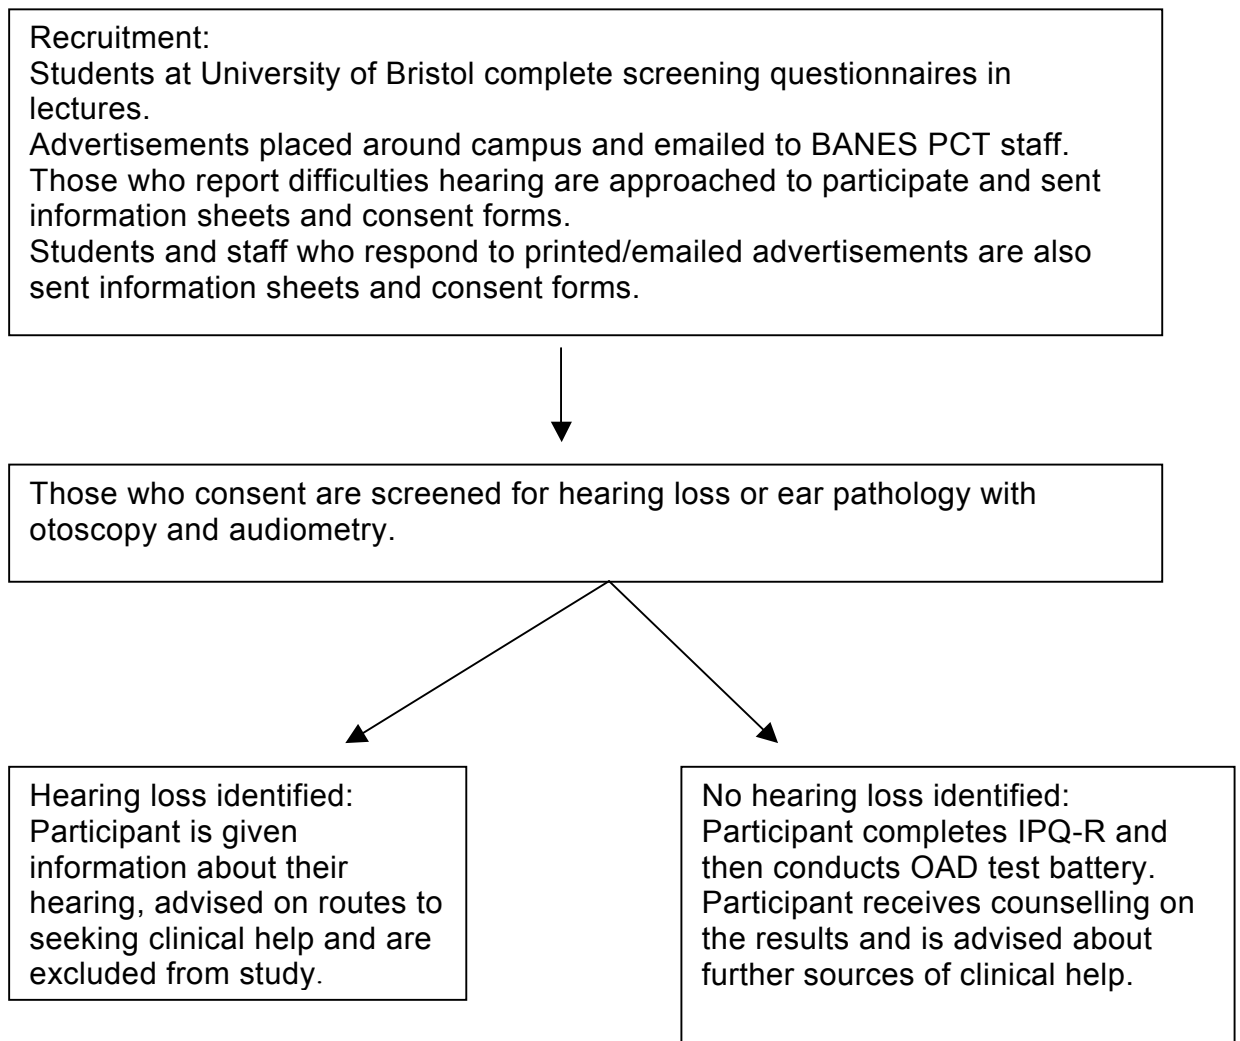 Recruitment:
Students at University of Bristol complete screening questionnaires in
lectures.
Advertisements placed around campus and emailed to BANES PCT staff.
Those who report difficulties hearing are approached to participate and sent
information sheets and consent forms.
Students and staff who respond to printed/emailed advertisements are also
sent information sheets and consent forms.
Those who consent are screened for hearing loss or ear pathology with
otoscopy and audiometry.
Hearing loss identified:
Participant is given
information about their
hearing, advised on routes to
seeking clinical help and are
excluded from study.
No hearing loss identified:
Participant completes IPQ-R and
then conducts OAD test battery.
Participant receives counselling on
the results and is advised about
further sources of clinical help.